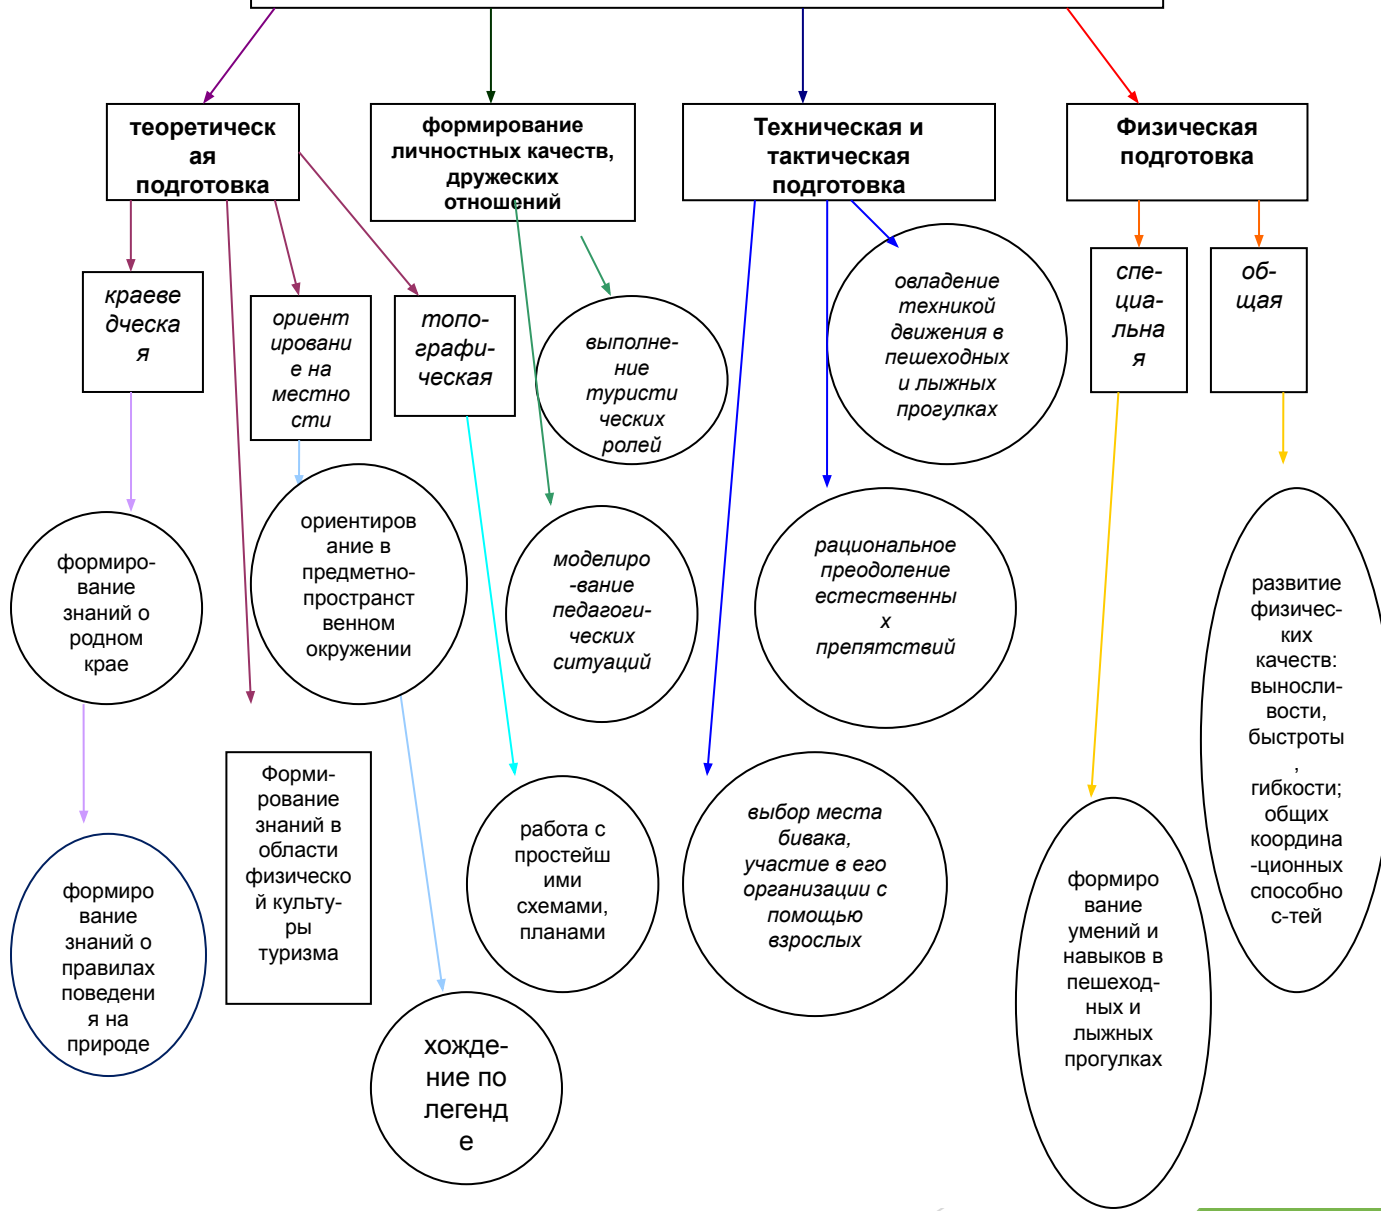 теоретическ
ая
подготовка
формирование
личностных качеств,
дружеских
отношений
Техническая и
тактическая
подготовка
Физическая
подготовка
краеве
дческа
я
ориент
ировани
е на
местно
сти
топо-
графи-
ческая
выполне-
ние
туристи
ческих
ролей
овладение
техникой
движения в
пешеходных
и лыжных
прогулках
спе-
циа-
льна
я
об-
щая
формиро-
вание
знаний о
родном
крае
ориентиров
ание в
предметно-
пространст
венном
окружении
моделиро
-вание
педагоги-
ческих
ситуаций
рациональное
преодоление
естественны
х
препятствий
развитие
физичес-
ких
качеств:
выносли-
вости,
быстроты
,
гибкости;
общих
координа
-ционных
способно
с-тей
формиро
вание
знаний о
правилах
поведени
я на
природе
Форми-
рование
знаний в
области
физическо
й культу-
ры
туризма
работа с
простейш
ими
схемами,
планами
выбор места
бивака,
участие в его
организации с
помощью
взрослых
формиро
вание
умений и
навыков в
пешеход-
ных и
лыжных
прогулках
хожде-
ние по
легенд
е